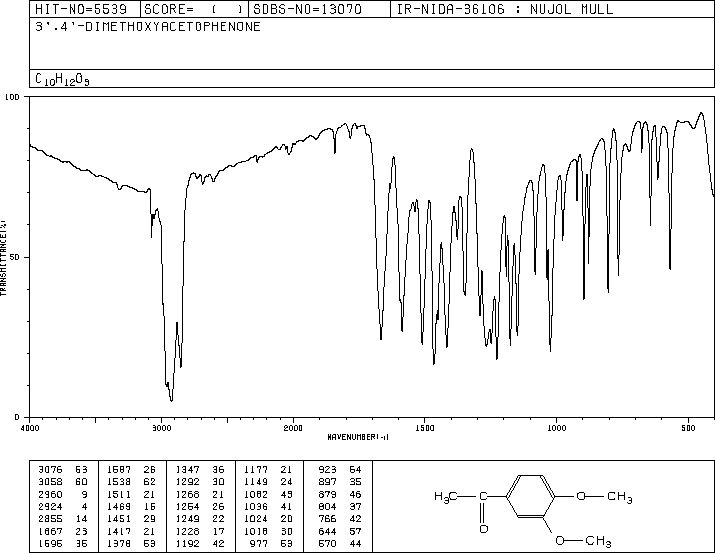 HIT-NO=5539 SCORE= ( ) SDBS-NO=13070 IR-NIDA-36106 : NUJOL MULL
3',4'-DIMETHOXYACETOPHENONE
C10H12O3
100
50
0
TRANSMITTANCE(%)
4000 3000 2000 1500 1000 500
WAVENUMBER(-1)
3076 53 1587 26 1347 36 1177 21 923 64
3058 60 1538 62 1292 30 1149 24 897 35
2960 9 1511 21 1268 21 1082 43 879 46
2924 4 1463 16 1254 26 1036 41 804 37
2855 14 1451 29 1249 22 1024 20 766 42
1667 23 1417 21 1228 17 1018 30 644 57
1595 35 1378 53 1192 42 977 53 570 44
H3C O CH3
O O CH3